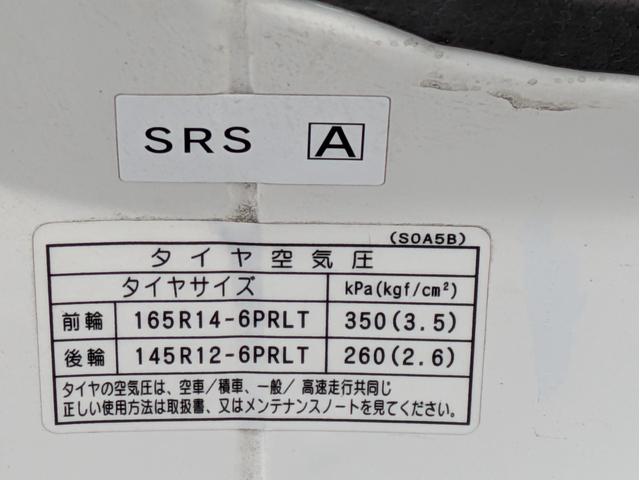 SRS A
(S0A5B)
タイヤ空気圧
タイヤサイズ kPa(kgf/cm²)
前輪 165R14-6PRLT 350(3.5)
後輪 145R12-6PRLT 260(2.6)
タイヤの空気圧は、空車/積車、一般/高速走行共同じ
正しい使用方法は取扱書、又はメンテナンスノートを見てください。